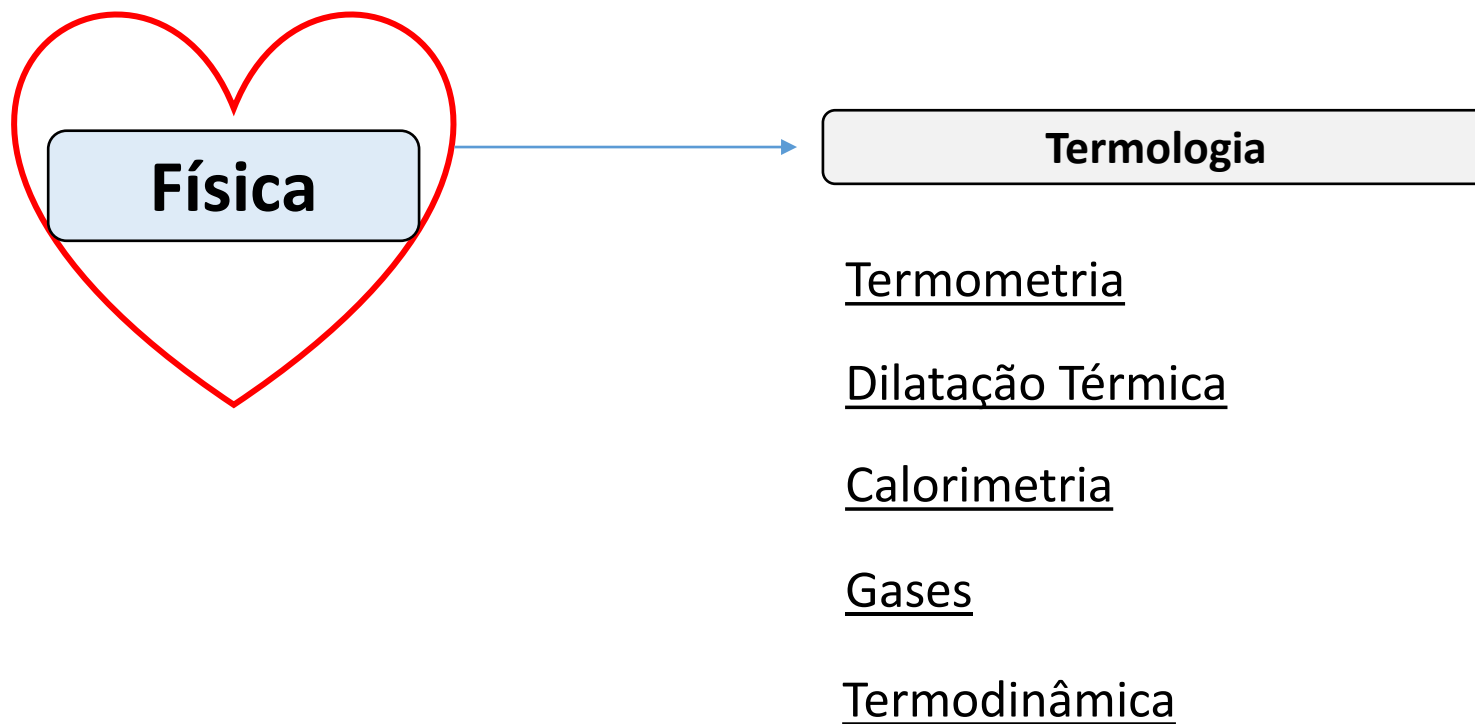 Física
Termologia
Termometria
Dilatação Térmica
Calorimetria
Gases
Termodinâmica